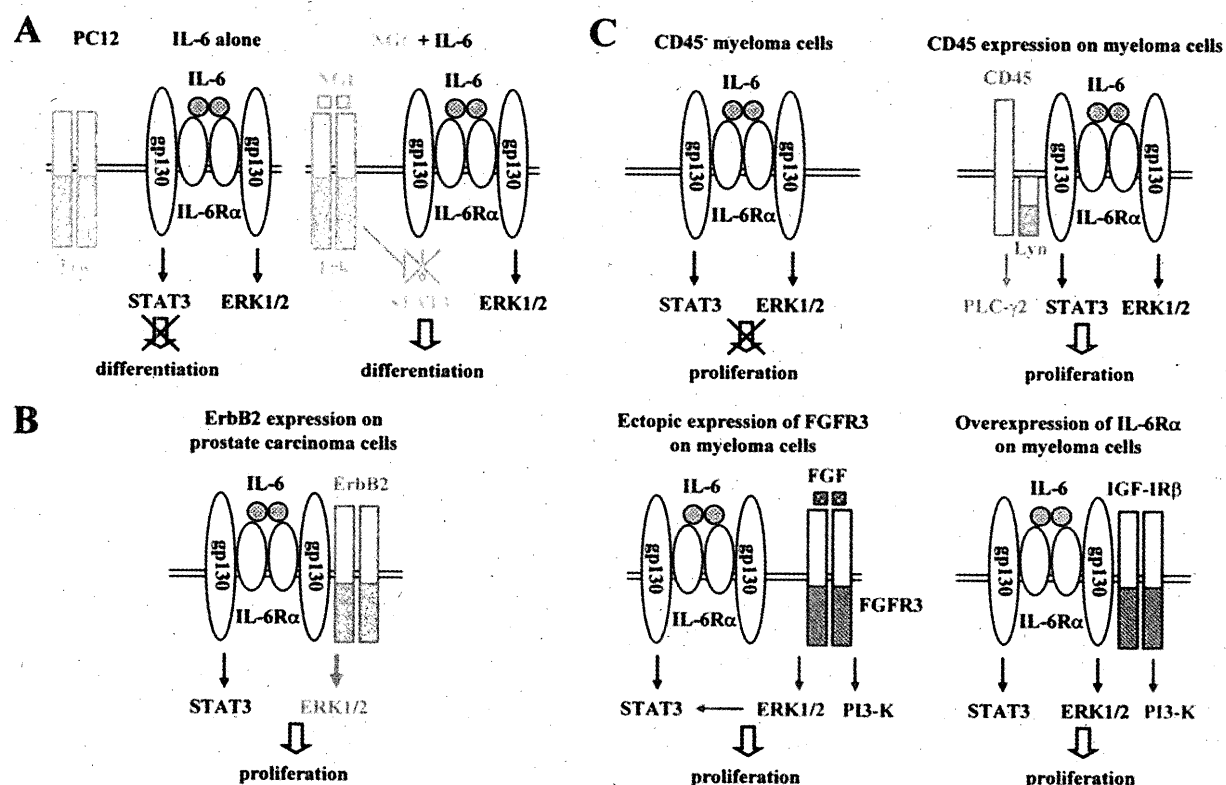 A
PC12
IL-6 alone
IL-6
gp130
gp130
IL-6Rα
STAT3
ERK1/2
differentiation
+ IL-6
IL-6
gp130
gp130
IL-6Rα
STAT3
ERK1/2
differentiation
B
ErbB2 expression on
prostate carcinoma cells
IL-6
ErbB2
gp130
gp130
IL-6Rα
STAT3
ERK1/2
proliferation
C
CD45⁻ myeloma cells
IL-6
gp130
gp130
IL-6Rα
STAT3
ERK1/2
proliferation
CD45 expression on myeloma cells
CD45
IL-6
gp130
gp130
IL-6Rα
Lyn
PLC-γ2
STAT3
ERK1/2
proliferation
Ectopic expression of FGFR3
on myeloma cells
IL-6
FGF
gp130
gp130
IL-6Rα
FGFR3
STAT3
ERK1/2
PI3-K
proliferation
Overexpression of IL-6Rα
on myeloma cells
IL-6
IGF-IRβ
gp130
gp130
IL-6Rα
STAT3
ERK1/2
PI3-K
proliferation